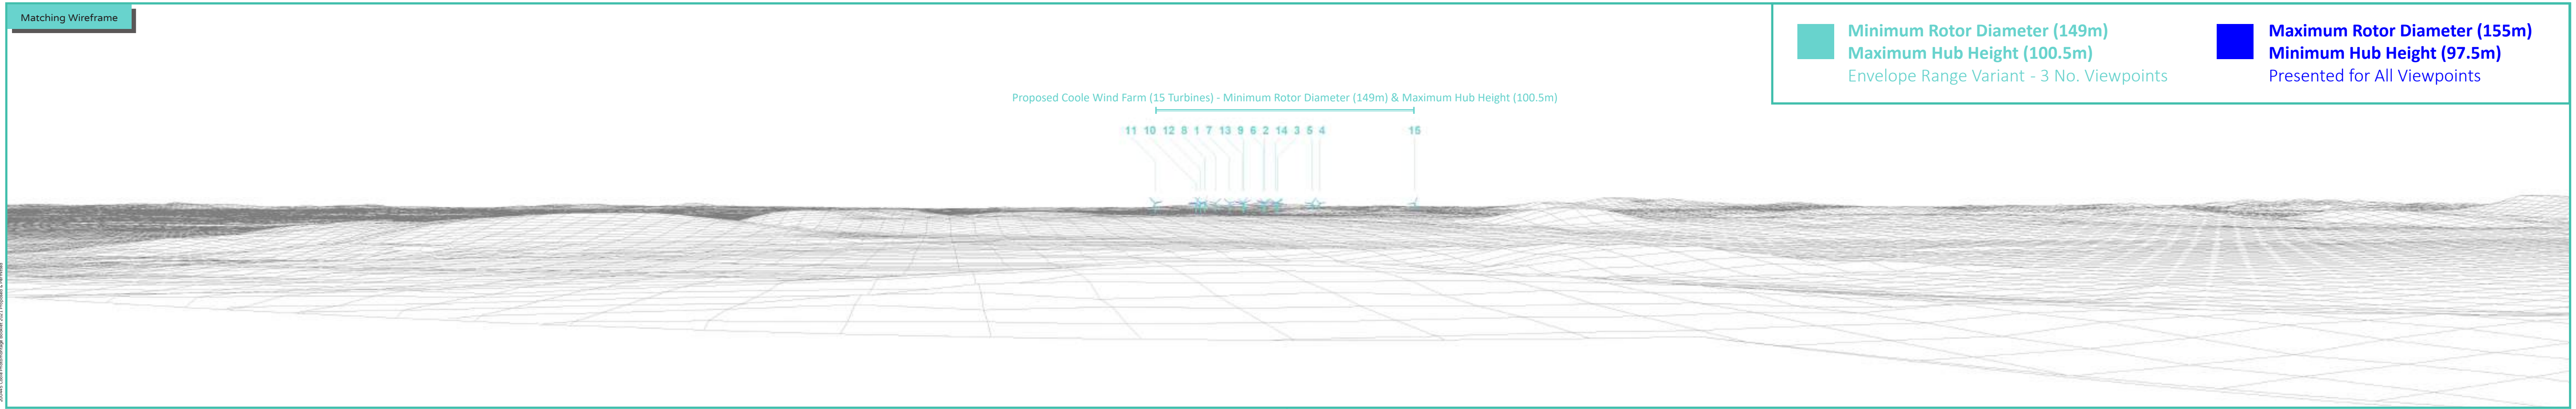 Matching Wireframe
Minimum Rotor Diameter (149m)
Maximum Hub Height (100.5m)
Envelope Range Variant - 3 No. Viewpoints
Maximum Rotor Diameter (155m)
Minimum Hub Height (97.5m)
Presented for All Viewpoints
Proposed Coole Wind Farm (15 Turbines) - Minimum Rotor Diameter (149m) & Maximum Hub Height (100.5m)
11 10 12 8 1 7 13 9 6 2 14 3 5 4 15